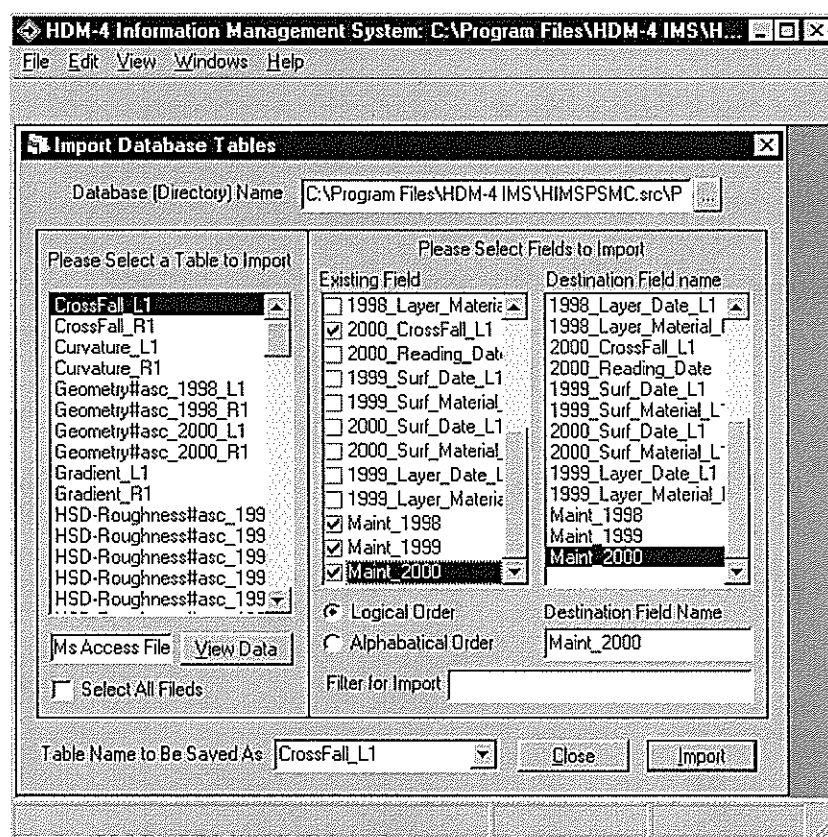 HDM-4 Information Management System: C:\Program Files\HDM-4 IMS\H...
File Edit View Windows Help
Import Database Tables
Database (Directory) Name C:\Program Files\HDM-4 IMS\HIMSPSMC.src\P ...
Please Select a Table to Import
CrossFall_L1
CrossFall_R1
Curvature_L1
Curvature_R1
Geometry#asc_1998_L1
Geometry#asc_1998_R1
Geometry#asc_2000_L1
Geometry#asc_2000_R1
Gradient_L1
Gradient_R1
HSD-Roughness#asc_199
HSD-Roughness#asc_199
HSD-Roughness#asc_199
HSD-Roughness#asc_199
HSD-Roughness#asc_199
Ms Access File View Data
Select All Fileds
Please Select Fields to Import
Existing Field
1998_Layer_Materia
2000_CrossFall_L1
2000_Reading_Date
1999_Surf_Date_L1
1999_Surf_Material_
2000_Surf_Date_L1
2000_Surf_Material_
1999_Layer_Date_L
1999_Layer_Materia
Maint_1998
Maint_1999
Maint_2000
Destination Field name
1998_Layer_Date_L1
1998_Layer_Material_
2000_CrossFall_L1
2000_Reading_Date
1999_Surf_Date_L1
1999_Surf_Material_L
2000_Surf_Date_L1
2000_Surf_Material_L
1999_Layer_Date_L1
1999_Layer_Material_
Maint_1998
Maint_1999
Maint_2000
Logical Order
Alphabatical Order
Destination Field Name
Maint_2000
Filter for Import
Table Name to Be Saved As CrossFall_L1 Close Import